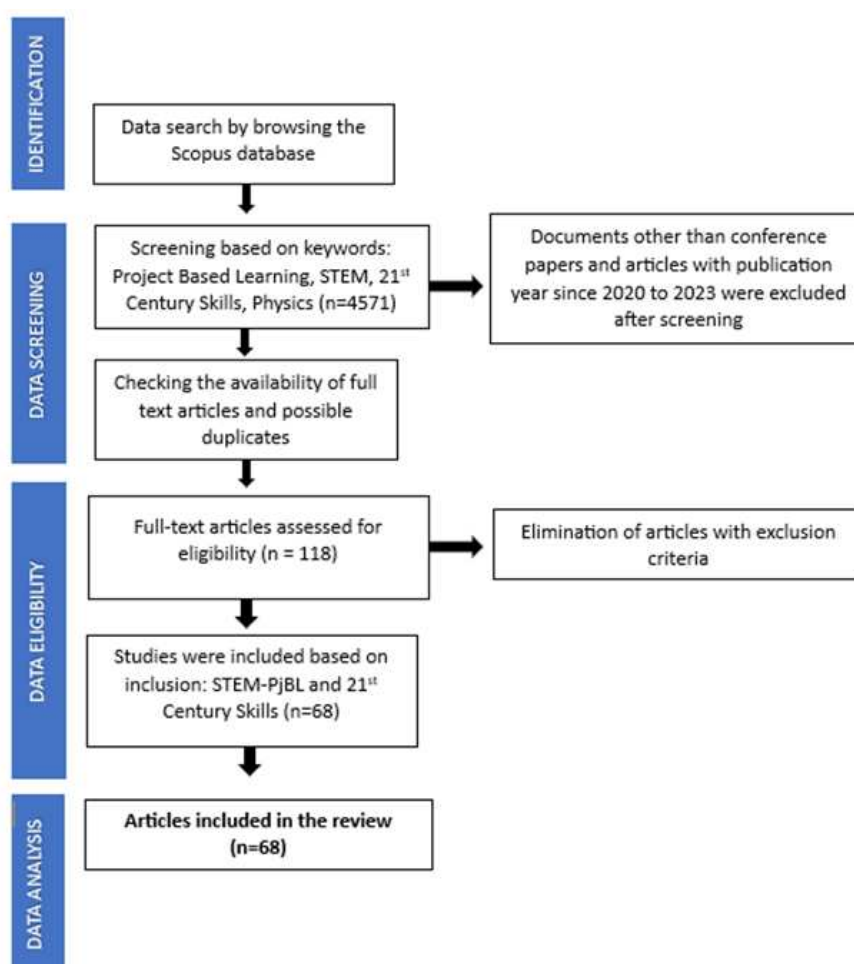 IDENTIFICATION
Data search by browsing the
Scopus database
DATA SCREENING
Screening based on keywords:
Project Based Learning, STEM, 21st
Century Skills, Physics (n=4571)
Documents other than conference
papers and articles with publication
year since 2020 to 2023 were excluded
after screening
Checking the availability of full
text articles and possible
duplicates
DATA ELIGIBILITY
Full-text articles assessed for
eligibility (n = 118)
Elimination of articles with exclusion
criteria
Studies were included based on
inclusion: STEM-PjBL and 21st
Century Skills (n=68)
DATA ANALYSIS
Articles included in the review
(n=68)